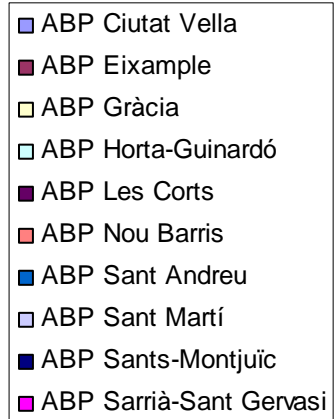 ABP Ciutat Vella
ABP Eixample
ABP Gràcia
ABP Horta-Guinardó
ABP Les Corts
ABP Nou Barris
ABP Sant Andreu
ABP Sant Martí
ABP Sants-Montjuïc
ABP Sarrià-Sant Gervasi